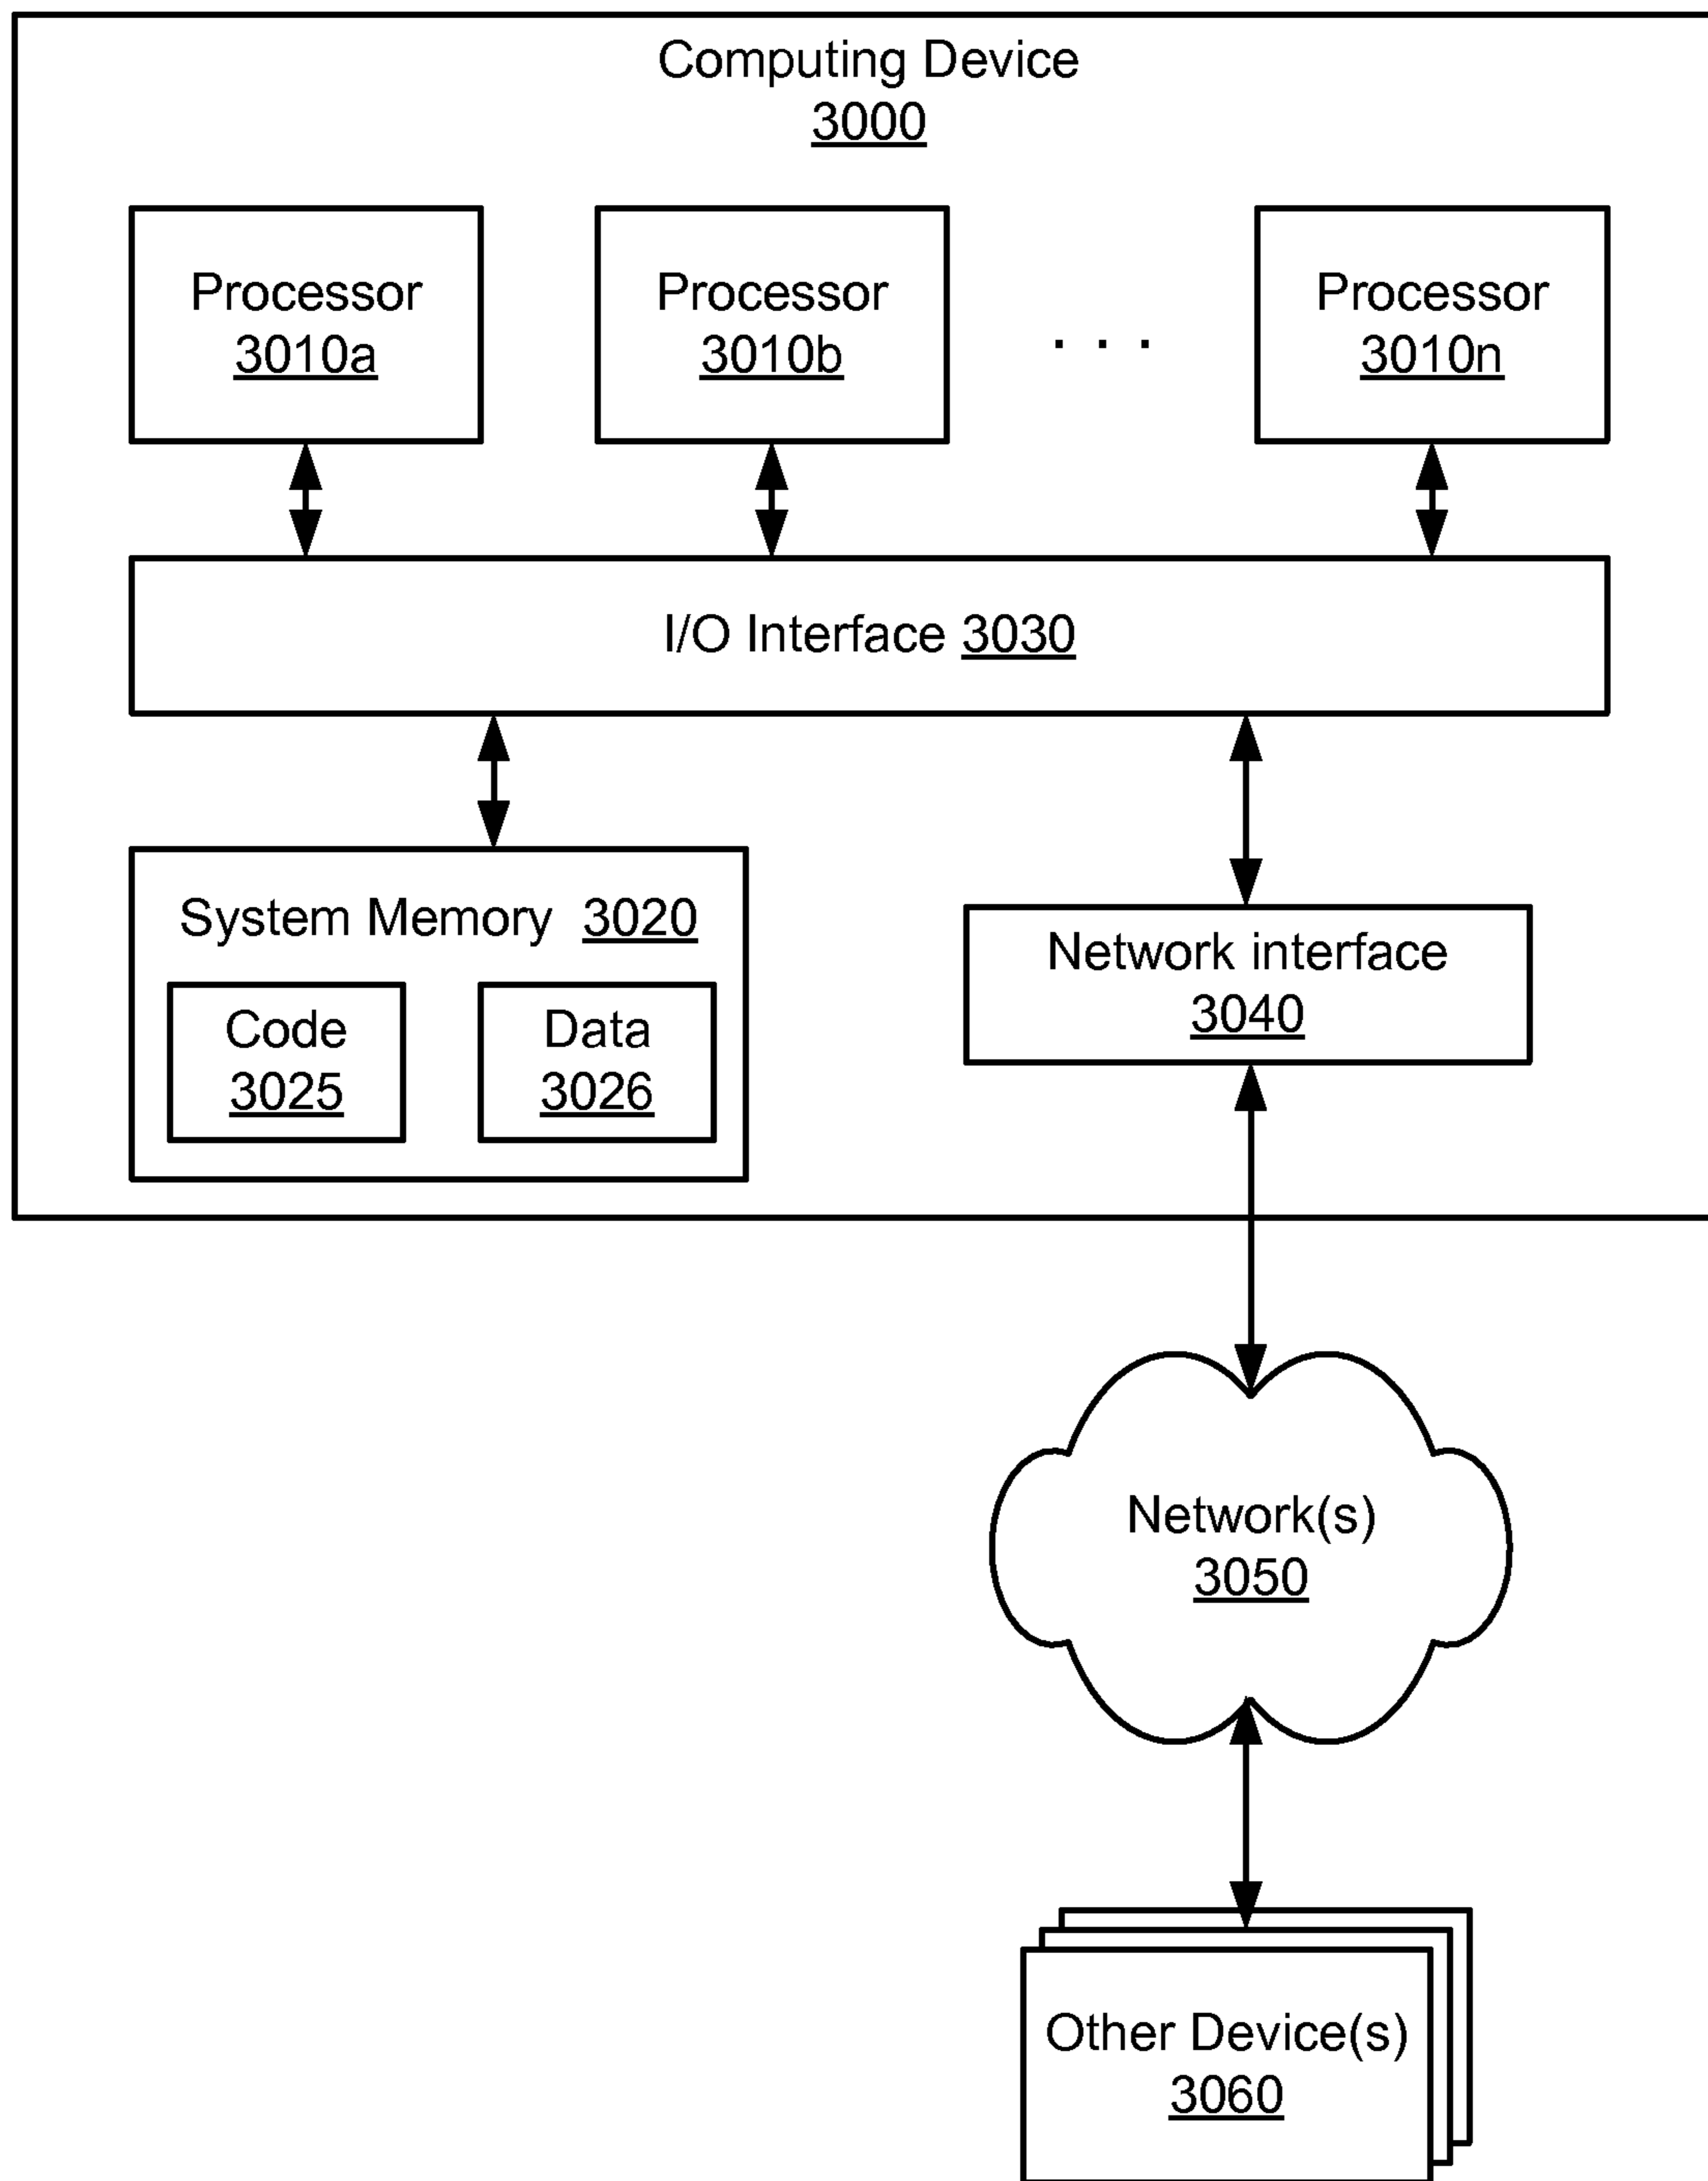 Computing Device
3000
Processor
3010a
Processor
3010b
. . .
Processor
3010n
I/O Interface 3030
System Memory 3020
Code
3025
Data
3026
Network interface
3040
Network(s)
3050
Other Device(s)
3060